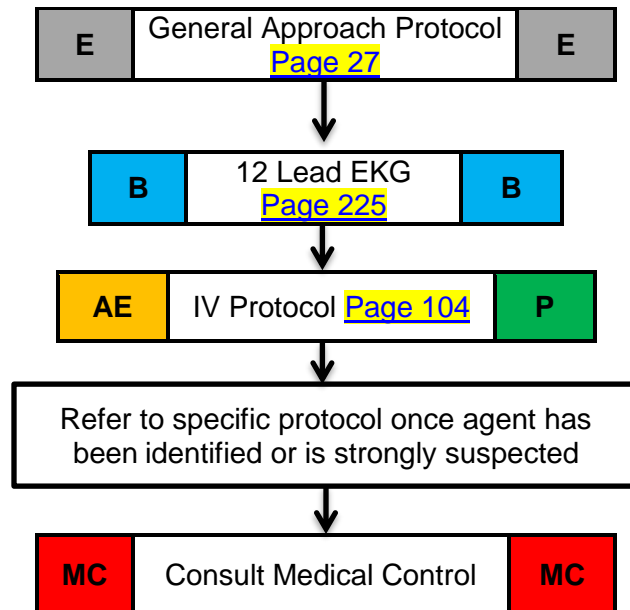 E General Approach Protocol E
Page 27
B 12 Lead EKG B
Page 225
AE IV Protocol Page 104 P
Refer to specific protocol once agent has
been identified or is strongly suspected
MC Consult Medical Control MC